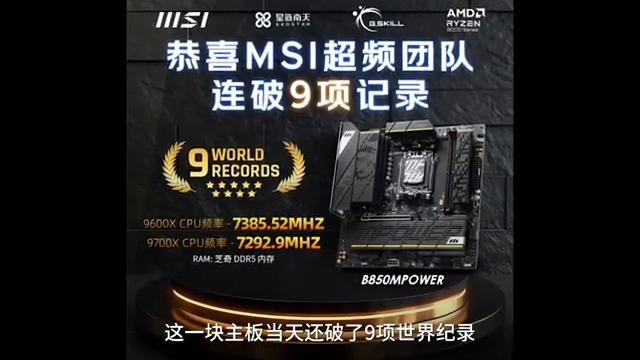 MSI
星联南天
EKOSTAR
G.SKILL
AMD
RYZEN
9000 Series
恭喜MSI超频团队
连破9项记录
9 WORLD
RECORDS
9600X CPU频率 - 7385.52MHZ
9700X CPU频率 - 7292.9MHZ
RAM: 芝奇 DDR5 内存
B850MPOWER
这一块主板当天还破了9项世界纪录